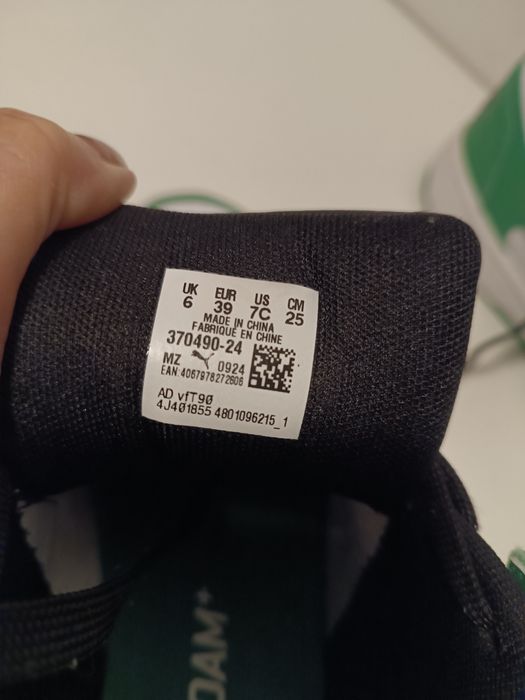 UK EUR US CM
6 39 7C 25
MADE IN CHINA
FABRIQUE EN CHINE
370490-24
MZ 0924
EAN:4067978272606
AD vfT90
4J401855 4801096215_1
OAM+